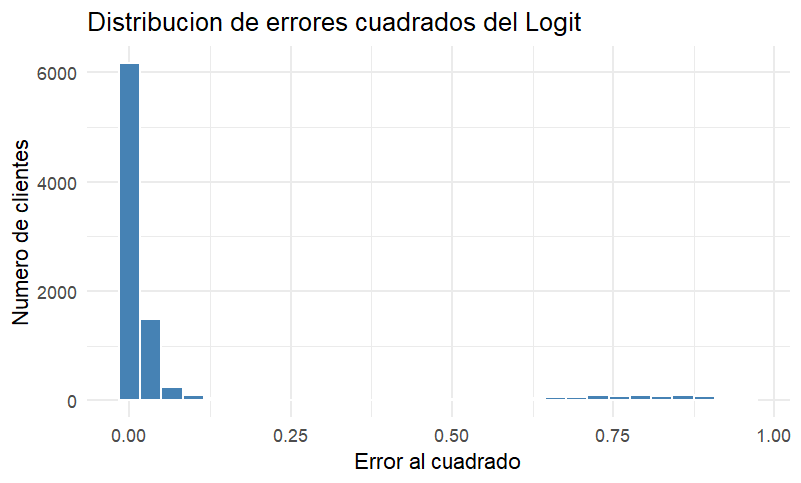 Distribucion de errores cuadrados del Logit
6000
4000
2000
0
Numero de clientes
0.00 0.25 0.50 0.75 1.00
Error al cuadrado